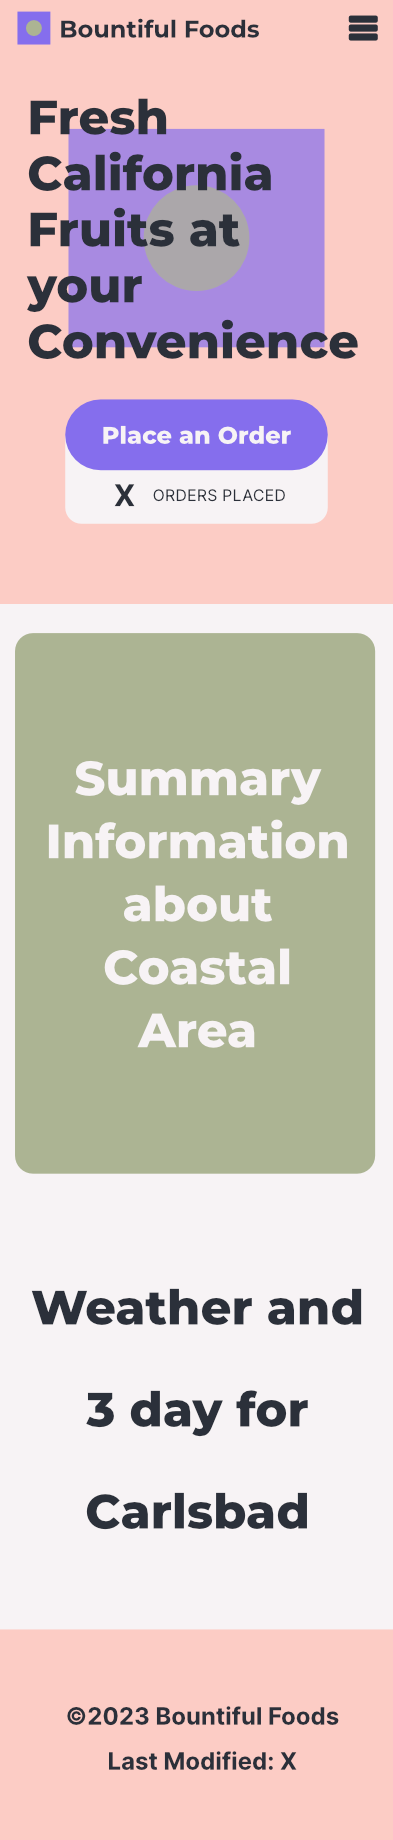 Bountiful Foods
Fresh
California
Fruits at
your
Convenience
Place an Order
X ORDERS PLACED
Summary
Information
about
Coastal
Area
Weather and
3 day for
Carlsbad
©2023 Bountiful Foods
Last Modified: X